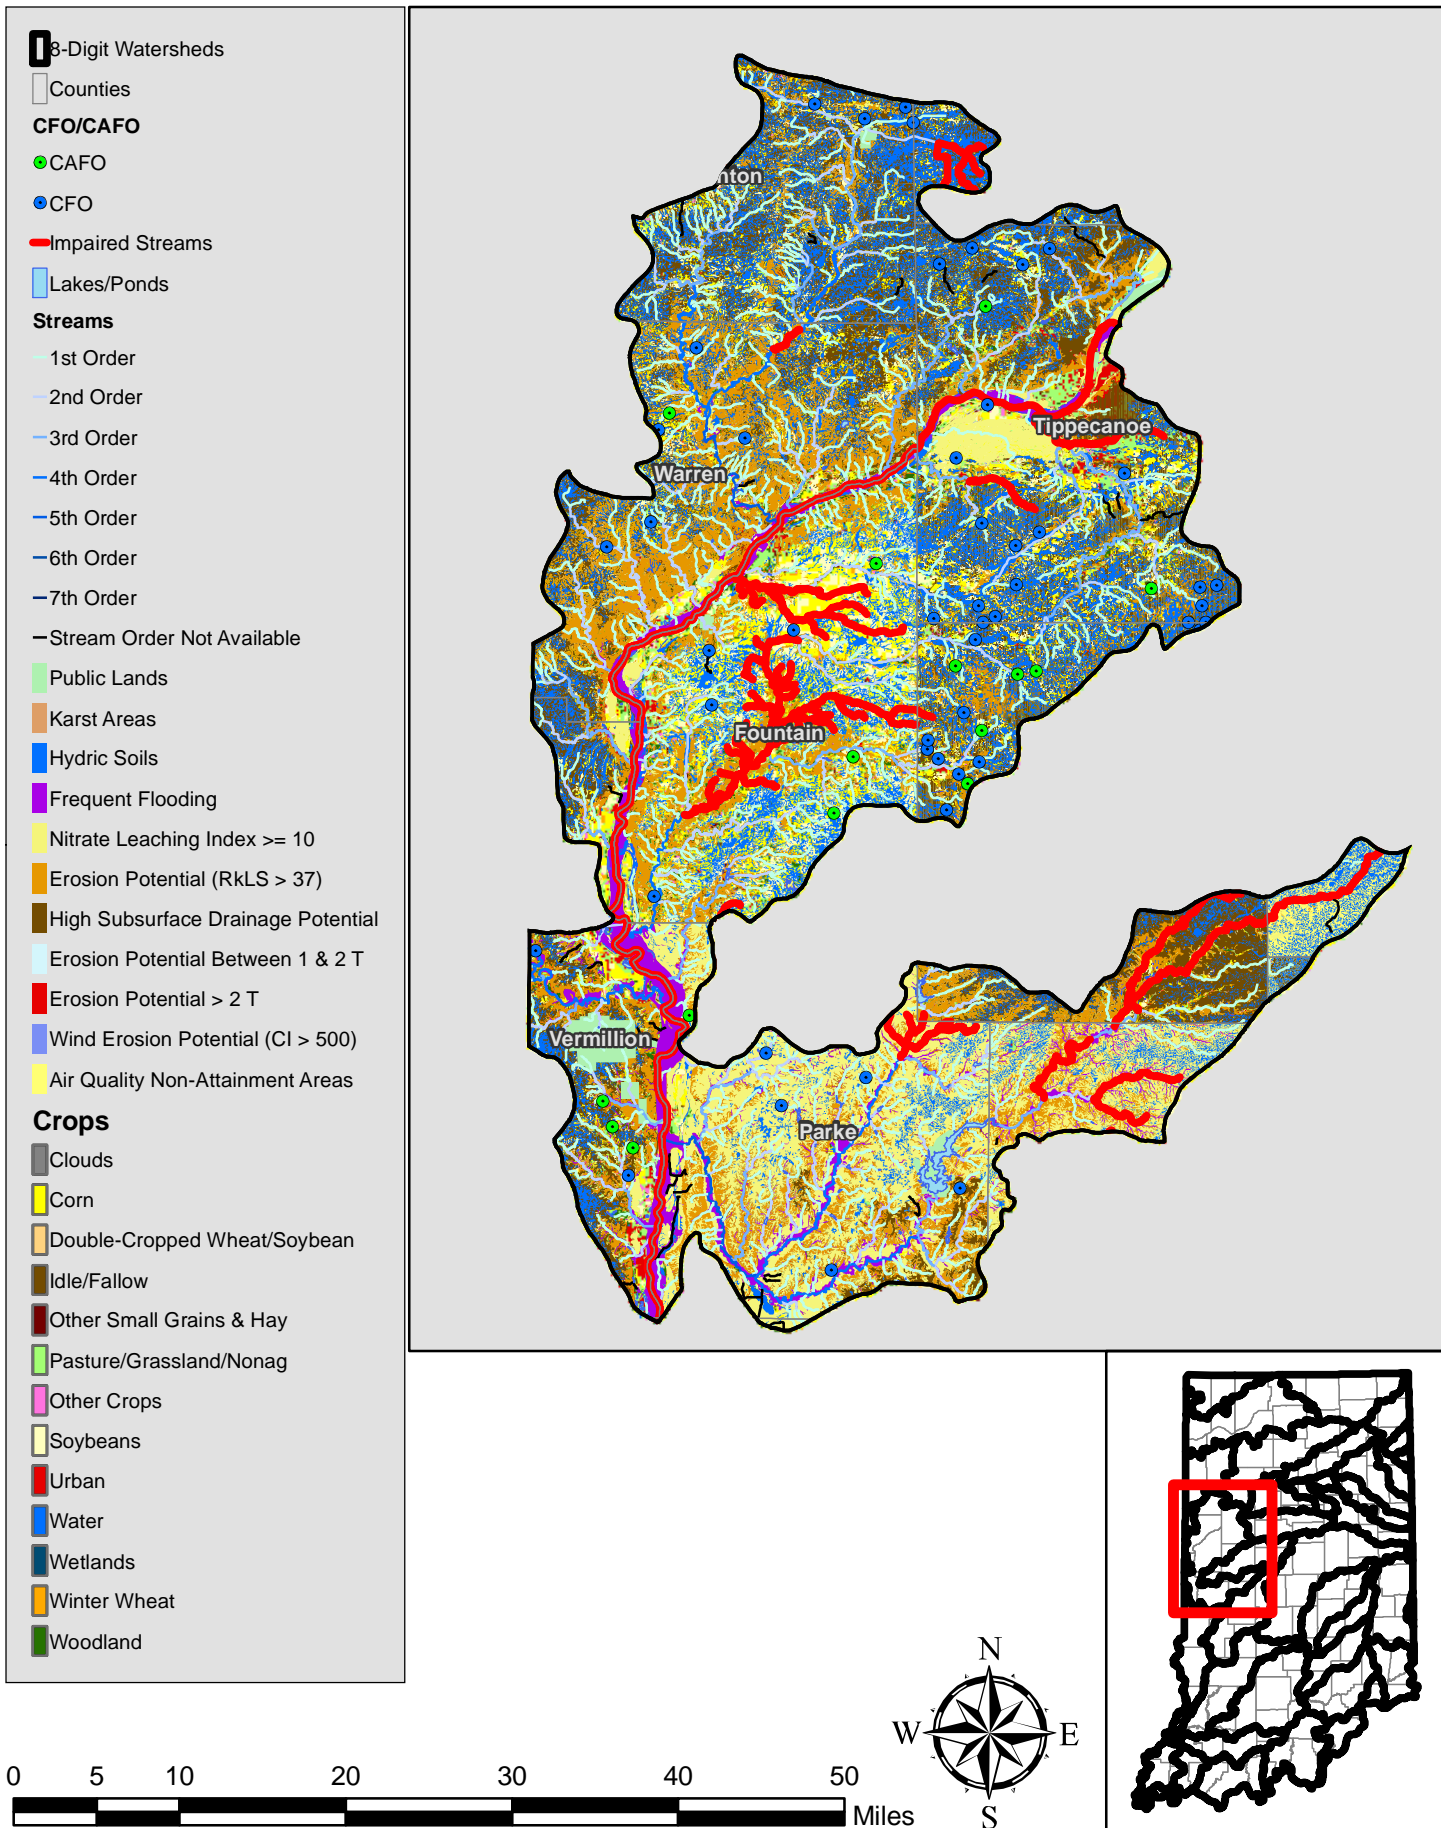 8-Digit Watersheds
Counties
CFO/CAFO
CAFO
CFO
Impaired Streams
Lakes/Ponds
Streams
1st Order
2nd Order
3rd Order
4th Order
5th Order
6th Order
7th Order
Stream Order Not Available
Public Lands
Karst Areas
Hydric Soils
Frequent Flooding
Nitrate Leaching Index >= 10
Erosion Potential (RkLS > 37)
High Subsurface Drainage Potential
Erosion Potential Between 1 & 2 T
Erosion Potential > 2 T
Wind Erosion Potential (CI > 500)
Air Quality Non-Attainment Areas
Crops
Clouds
Corn
Double-Cropped Wheat/Soybean
Idle/Fallow
Other Small Grains & Hay
Pasture/Grassland/Nonag
Other Crops
Soybeans
Urban
Water
Wetlands
Winter Wheat
Woodland
nton
Tippecanoe
Warren
Fountain
Vermillion
Parke
N
W E
S
0 5 10 20 30 40 50
Miles